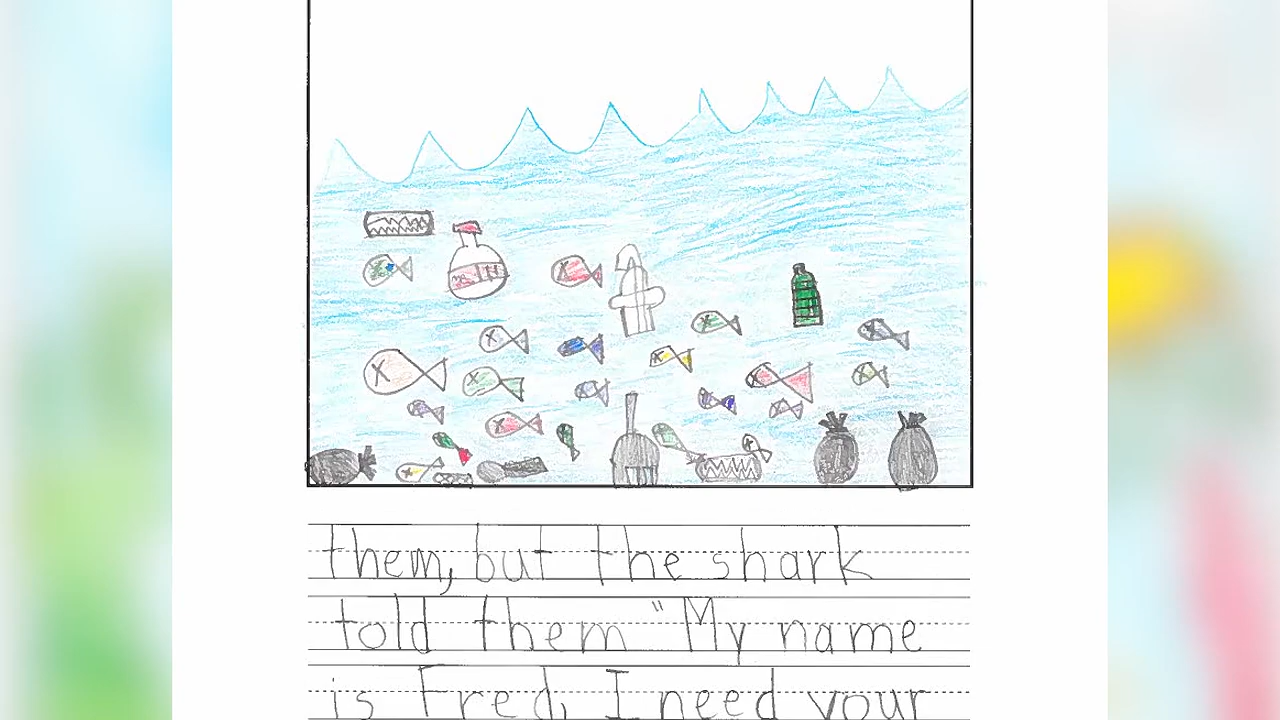 them, but the shark
told them "My name
is Fred, I need your